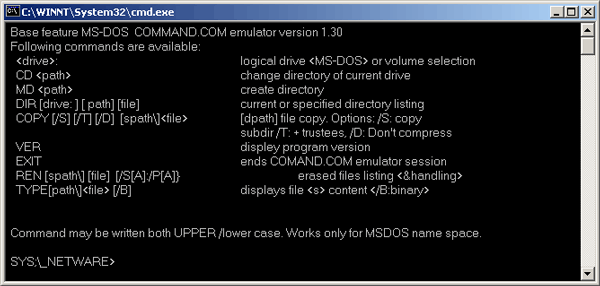 C:\WINNT\System32\cmd.exe
Base feature MS-DOS COMMAND.COM emulator version 1.30
Following commands are available:
<drive>: logical drive <MS-DOS> or volume selection
CD <path> change directory of current drive
MD <path> create directory
DIR [drive: ] [ path] [file] current or specified directory listing
COPY [/S] [/T] [/D] [spath\]<file> [dpath] file copy. Options: /S: copy
subdir /T: + trustees, /D: Don't compress
VER display program version
EXIT ends COMAND.COM emulator session
REN [spath\] [file] [/S[A];/P[A]} erased files listing <&handling>
TYPE[path\]<file> [/B] displays file <s> content </B:binary>
Command may be written both UPPER /lower case. Works only for MSDOS name space.
SYS;\_NETWARE>